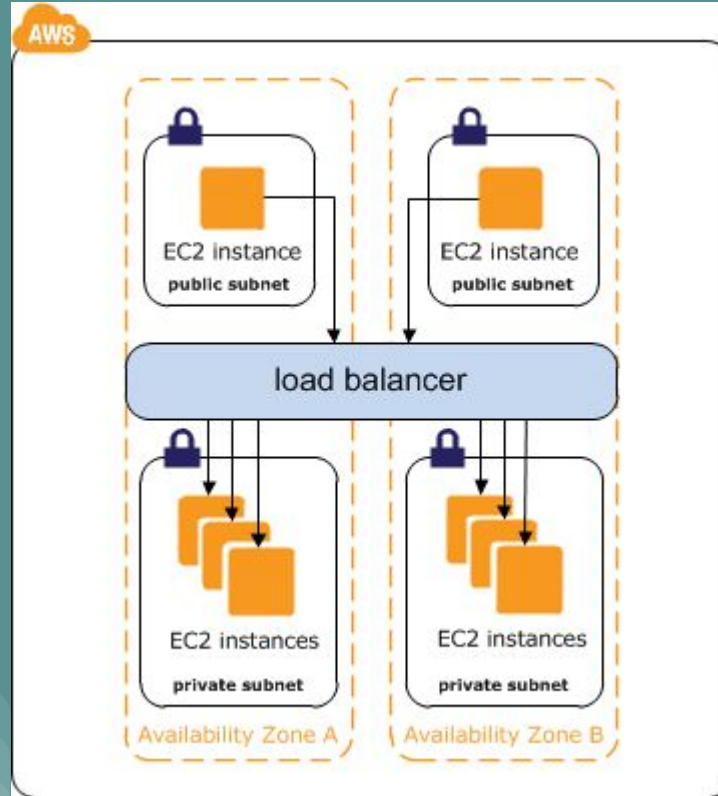 AWS
EC2 instance
public subnet
EC2 instance
public subnet
load balancer
EC2 instances
private subnet
EC2 instances
private subnet
Availability Zone A
Availability Zone B